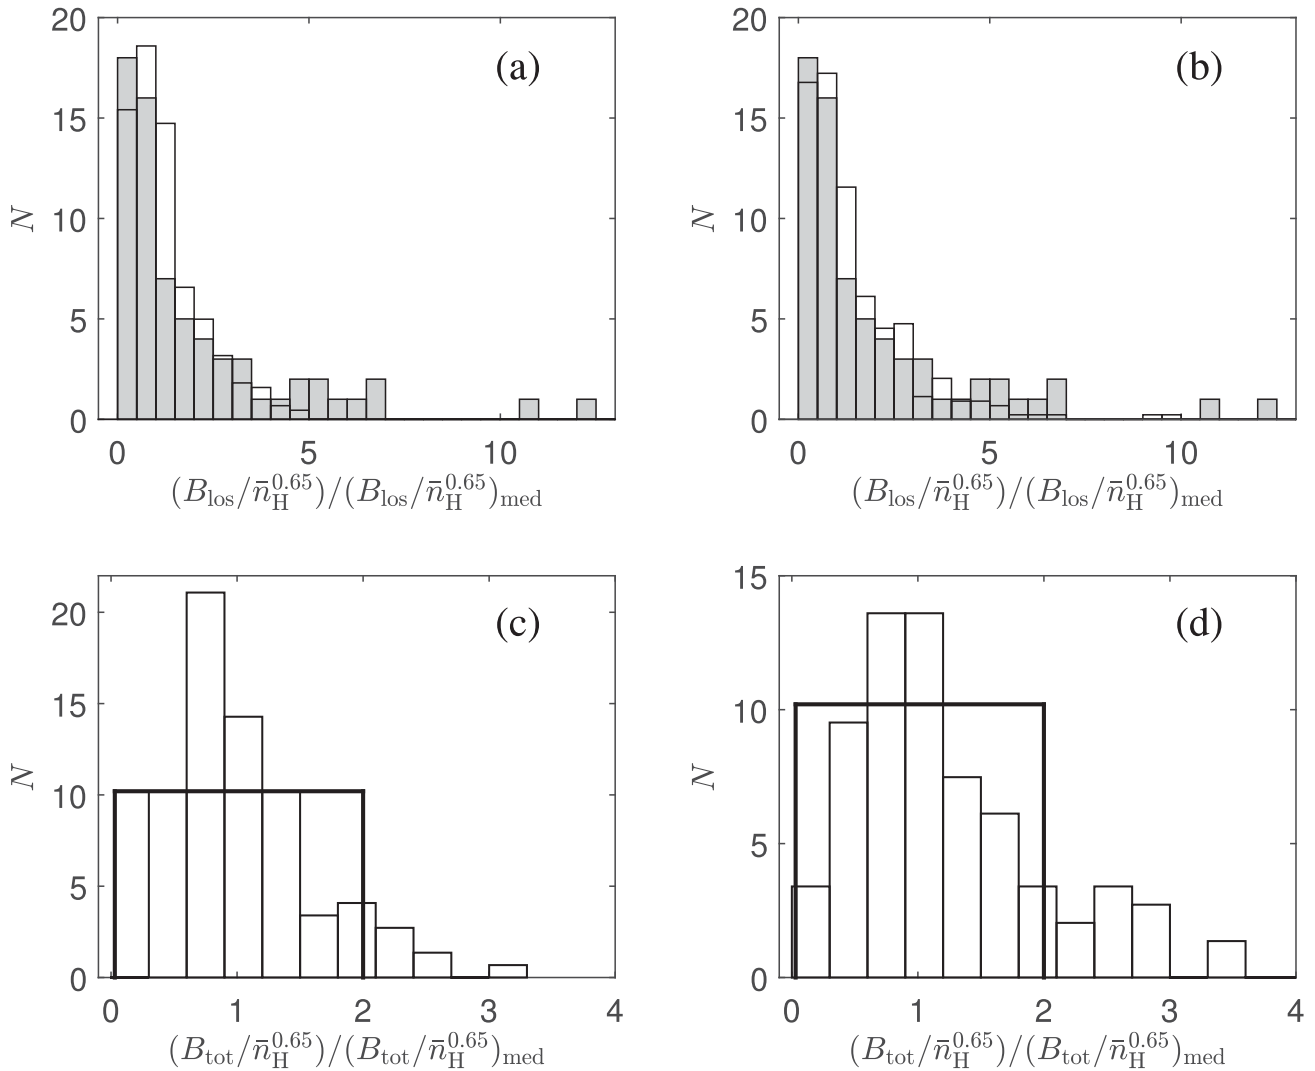 20
15
10
5
0
N
(a)
0 5 10
(B_los/n̄_H^0.65)/(B_los/n̄_H^0.65)_med
20
15
10
5
0
N
(b)
0 5 10
(B_los/n̄_H^0.65)/(B_los/n̄_H^0.65)_med
20
15
10
5
0
N
(c)
0 1 2 3 4
(B_tot/n̄_H^0.65)/(B_tot/n̄_H^0.65)_med
15
10
5
0
N
(d)
0 1 2 3 4
(B_tot/n̄_H^0.65)/(B_tot/n̄_H^0.65)_med